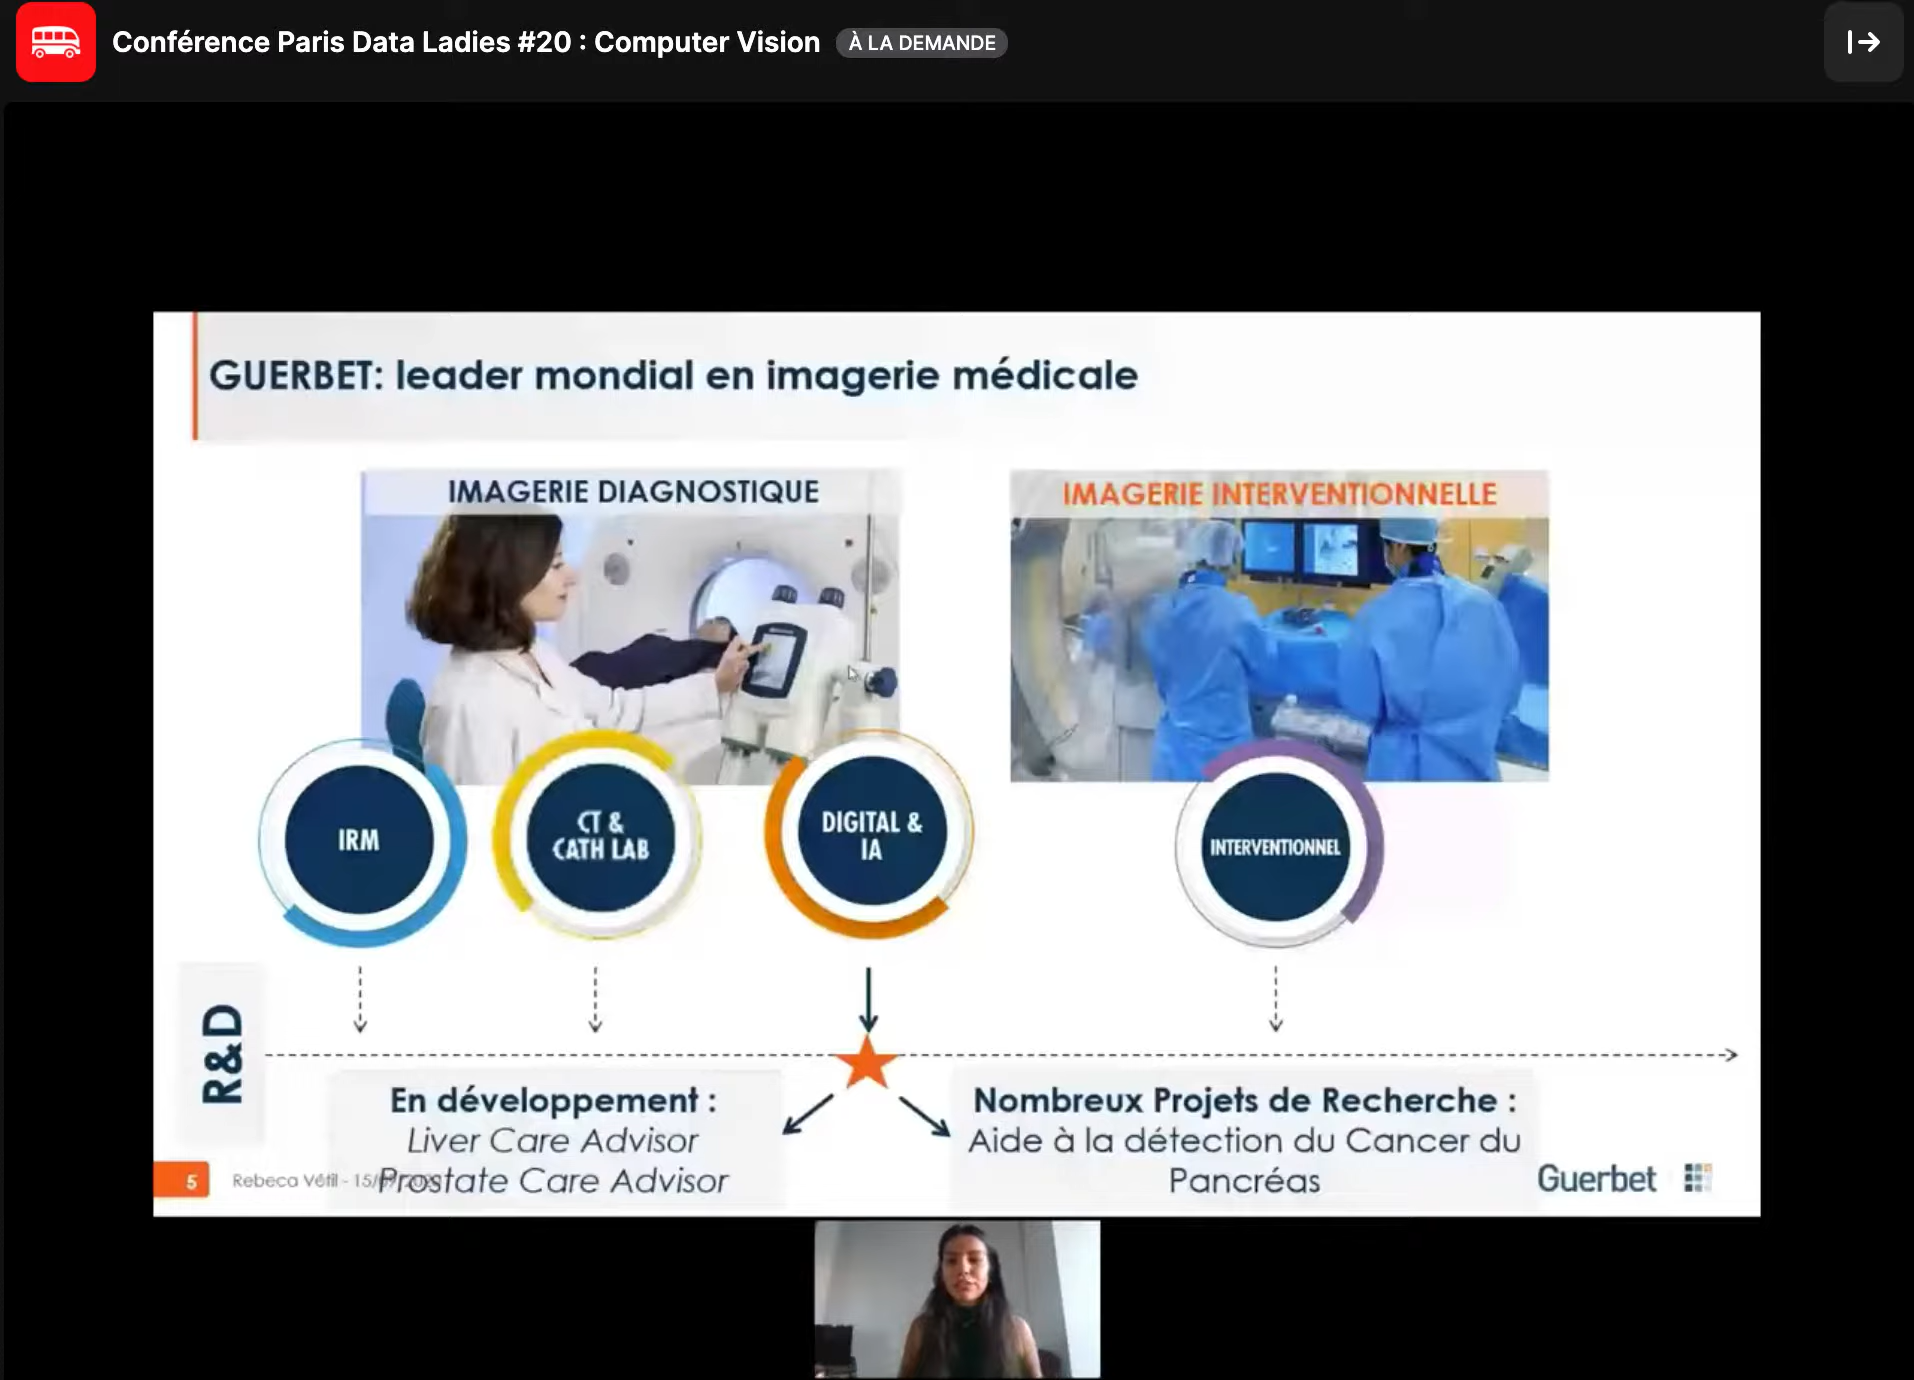 Conférence Paris Data Ladies #20 : Computer Vision À LA DEMANDE
GUERBET: leader mondial en imagerie médicale
IMAGERIE DIAGNOSTIQUE
IMAGERIE INTERVENTIONNELLE
IRM
CT &
CATH LAB
DIGITAL &
IA
INTERVENTIONNEL
R&D
En développement :
Liver Care Advisor
Prostate Care Advisor
Nombreux Projets de Recherche :
Aide à la détection du Cancer du
Pancréas
5
Rebeca Vétil - 15/
Guerbet